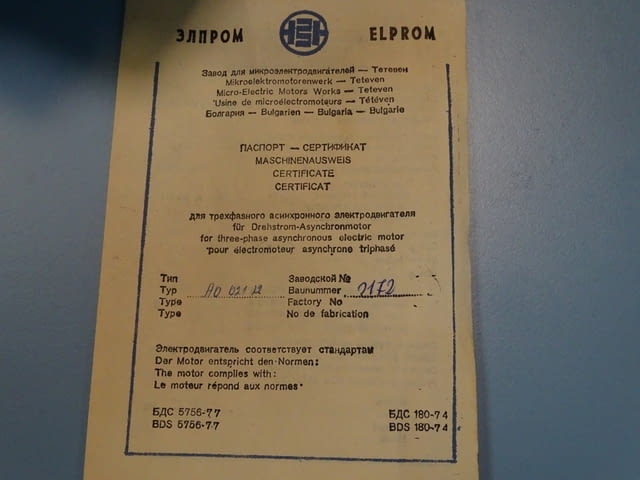 ЭЛПРОМ ELPROM
Завод для микроэлектродвигателей — Тетевен
Mikroelektromotorenwerk — Teteven
Micro-Electric Motors Works — Teteven
Usine de microélectromoteurs — Tétéven
Болгария — Bulgarien — Bulgaria — Bulgarie
ПАСПОРТ — СЕРТИФИКАТ
MASCHINENAUSWEIS
CERTIFICATE
CERTIFICAT
для трехфазного асинхронного электродвигателя
für Drehstrom-Asynchronmotor
for three-phase asynchronous electric motor
pour électromoteur asynchrone triphasé
Тип Заводской №
Typ АО Baunummer 2172
Type Factory No
Type No de fabrication
Электродвигатель соответствует стандартам
Der Motor entspricht den Normen:
The motor complies with:
Le moteur répond aux normes
БДС 5756-77 БДС 180-74
BDS 5756-77 BDS 180-74